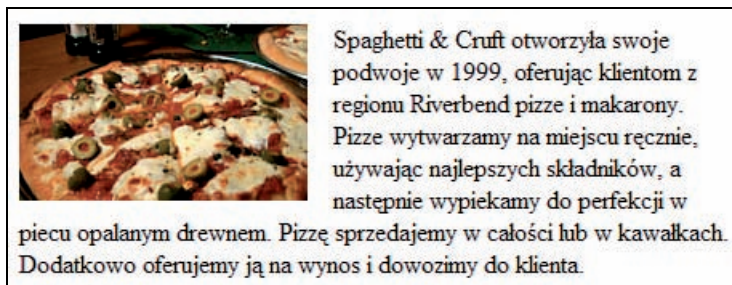 Spaghetti & Cruft otworzyła swoje
podwoje w 1999, oferując klientom z
regionu Riverbend pizze i makarony.
Pizze wytwarzamy na miejscu ręcznie,
używając najlepszych składników, a
następnie wypiekamy do perfekcji w
piecu opalanym drewnem. Pizzę sprzedajemy w całości lub w kawałkach.
Dodatkowo oferujemy ją na wynos i dowozimy do klienta.